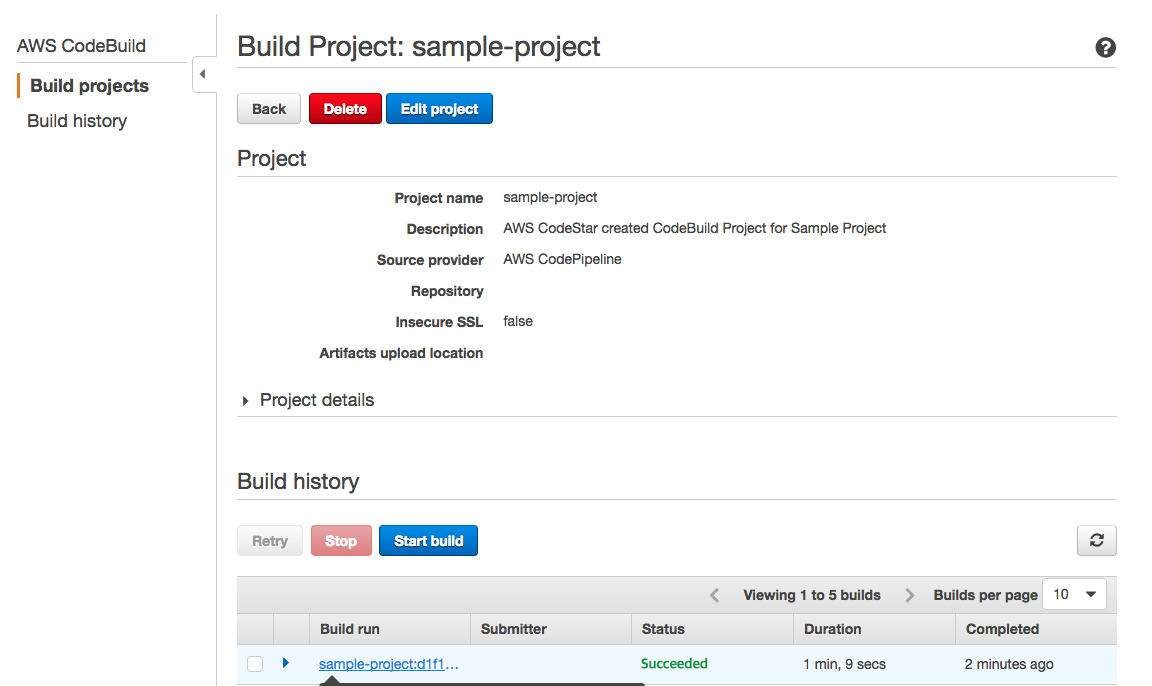 AWS CodeBuild
Build projects
Build history
Build Project: sample-project
?
Back Delete Edit project
Project
Project name sample-project
Description AWS CodeStar created CodeBuild Project for Sample Project
Source provider AWS CodePipeline
Repository
Insecure SSL false
Artifacts upload location
Project details
Build history
Retry Stop Start build
Viewing 1 to 5 builds Builds per page 10
Build run Submitter Status Duration Completed
sample-project:d1f1… Succeeded 1 min, 9 secs 2 minutes ago